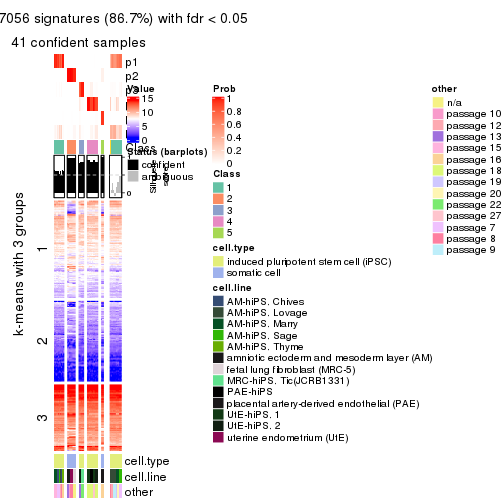 7056 signatures (86.7%) with fdr < 0.05
41 confident samples
p1
p2
p3
Value
15
10
5
0
Class
Status (barplots)
confident
ambiguous
1
0
k-means with 3 groups
1
2
3
cell.type
cell.line
other
Prob
1
0.8
0.6
0.4
0.2
0
Class
1
2
3
4
5
cell.type
induced pluripotent stem cell (iPSC)
somatic cell
cell.line
AM-hiPS. Chives
AM-hiPS. Lovage
AM-hiPS. Marry
AM-hiPS. Sage
AM-hiPS. Thyme
amniotic ectoderm and mesoderm layer (AM)
fetal lung fibroblast (MRC-5)
MRC-hiPS. Tic(JCRB1331)
PAE-hiPS
placental artery-derived endothelial (PAE)
UtE-hiPS. 1
UtE-hiPS. 2
uterine endometrium (UtE)
other
n/a
passage 10
passage 12
passage 13
passage 15
passage 16
passage 18
passage 19
passage 20
passage 22
passage 27
passage 7
passage 8
passage 9